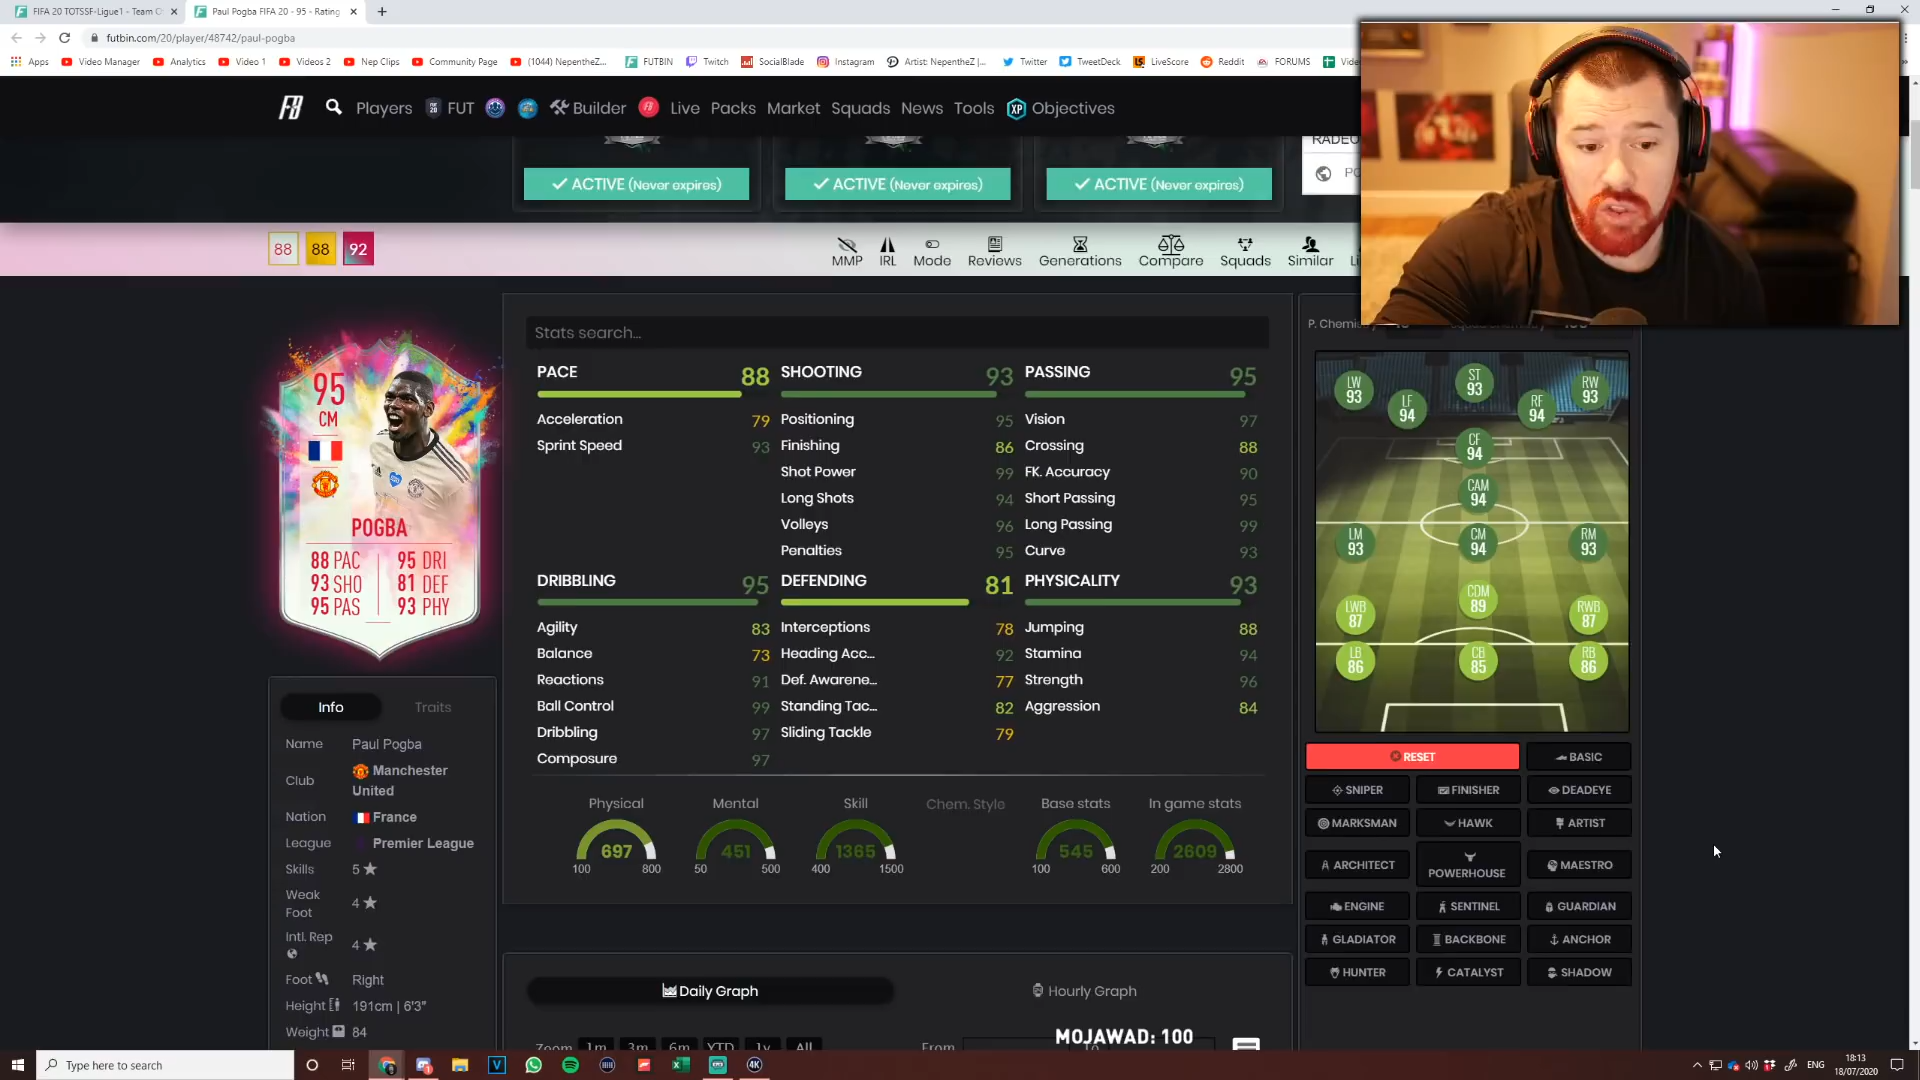 FIFA 20 TOTSSF-Ligue1 - Team O
Paul Pogba FIFA 20 - 95 - Rating
futbin.com/20/player/48742/paul-pogba
Apps Video Manager Analytics Video 1 Videos 2 Nep Clips Community Page (1044) NepentheZ... FUTBIN Twitch SocialBlade Instagram Artist: NepentheZ |... Twitter TweetDeck LiveScore Reddit FORUMS
Players FUT Builder Live Packs Market Squads News Tools XP Objectives
ACTIVE (Never expires) ACTIVE (Never expires) ACTIVE (Never expires)
88 88 92
MMP IRL Mode Reviews Generations Compare Squads Similar
P. Chem
Stats search...
95
CM
POGBA
88 PAC 95 DRI
93 SHO 81 DEF
95 PAS 93 PHY
PACE 88
Acceleration 79
Sprint Speed 93
SHOOTING 93
Positioning 95
Finishing 86
Shot Power 99
Long Shots 94
Volleys 96
Penalties 95
PASSING 95
Vision 97
Crossing 88
FK. Accuracy 90
Short Passing 95
Long Passing 99
Curve 93
DRIBBLING 95
Agility 83
Balance 73
Reactions 91
Ball Control 99
Dribbling 97
Composure 97
DEFENDING 81
Interceptions 78
Heading Acc... 92
Def. Awarene... 77
Standing Tac... 82
Sliding Tackle 79
PHYSICALITY 93
Jumping 88
Stamina 94
Strength 96
Aggression 84
Physical Mental Skill Chem. Style Base stats In game stats
697 451 1365 545 2609
100 800 50 500 400 1500 100 600 200 2800
LW 93
ST 93
RW 93
LF 94
RF 94
CF 94
CAM 94
LM 93
CM 94
RM 93
CDM 89
LWB 87
RWB 87
LB 86
CB 85
RB 86
RESET BASIC
SNIPER FINISHER DEADEYE
MARKSMAN HAWK ARTIST
ARCHITECT POWERHOUSE MAESTRO
ENGINE SENTINEL GUARDIAN
GLADIATOR BACKBONE ANCHOR
HUNTER CATALYST SHADOW
Info Traits
Name Paul Pogba
Club Manchester United
Nation France
League Premier League
Skills 5
Weak Foot 4
Intl. Rep 4
Foot Right
Height 191cm | 6'3"
Weight 84
Daily Graph Hourly Graph
Zoom 1m 3m 6m YTD 1y All From
MOJAWAD: 100
Type here to search
ENG
18:13
18/07/2020